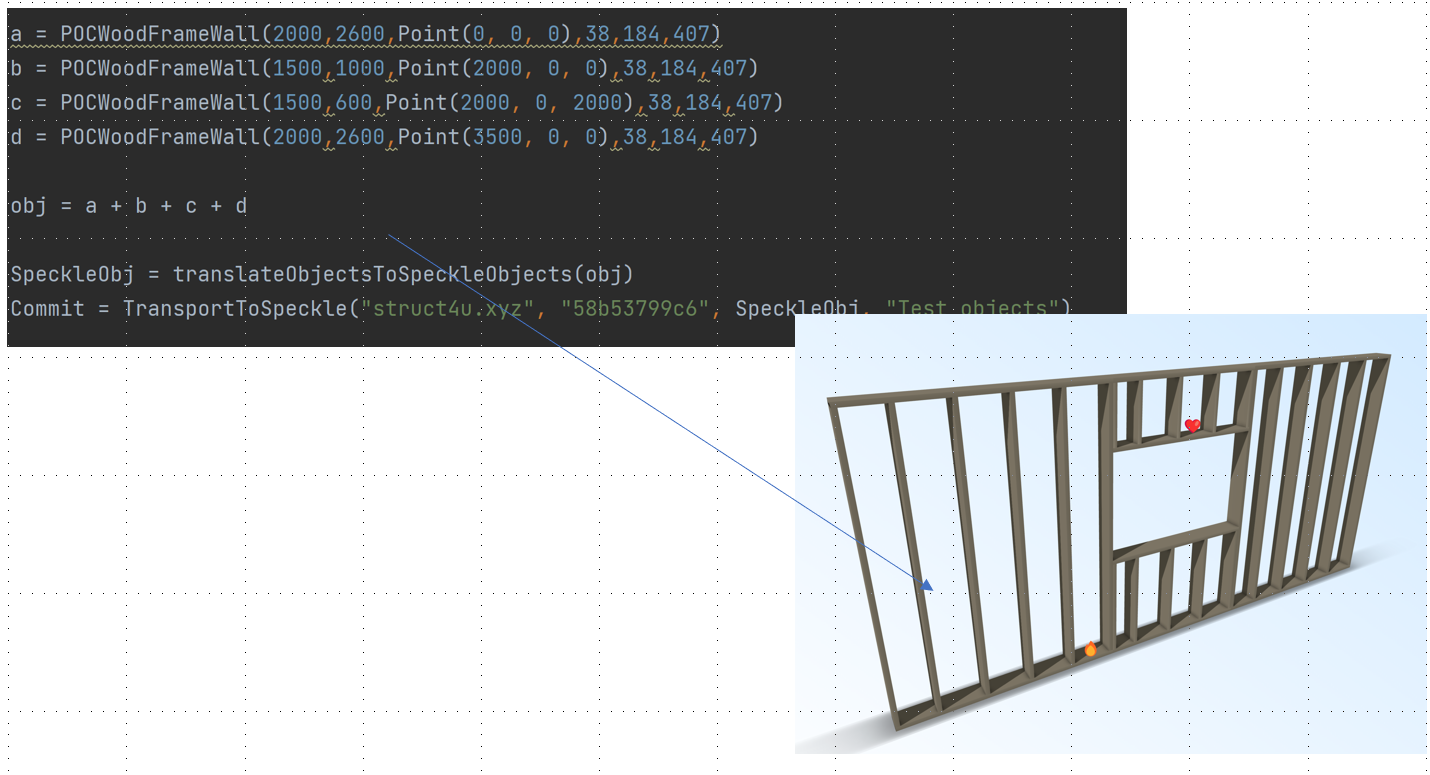 a = POCWoodFrameWall(2000,2600,Point(0, 0, 0),38,184,407)
b = POCWoodFrameWall(1500,1000,Point(2000, 0, 0),38,184,407)
c = POCWoodFrameWall(1500,600,Point(2000, 0, 2000),38,184,407)
d = POCWoodFrameWall(2000,2600,Point(3500, 0, 0),38,184,407)
obj = a + b + c + d
SpeckleObj = translateObjectsToSpeckleObjects(obj)
Commit = TransportToSpeckle("struct4u.xyz", "58b53799c6", SpeckleObj, "Test objects")